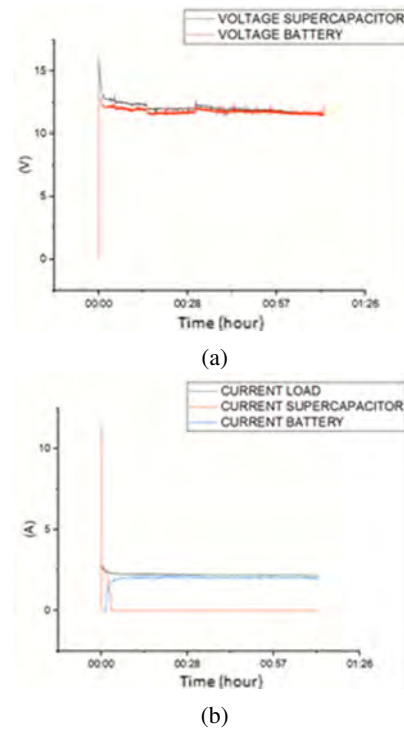 VOLTAGE SUPERCAPACITOR
VOLTAGE BATTERY
15
10
5
0
(V)
00:00 00:28 00:57 01:26
Time (hour)
(a)
CURRENT LOAD
CURRENT SUPERCAPACITOR
CURRENT BATTERY
10
5
0
(A)
00:00 00:28 00:57 01:26
Time (hour)
(b)